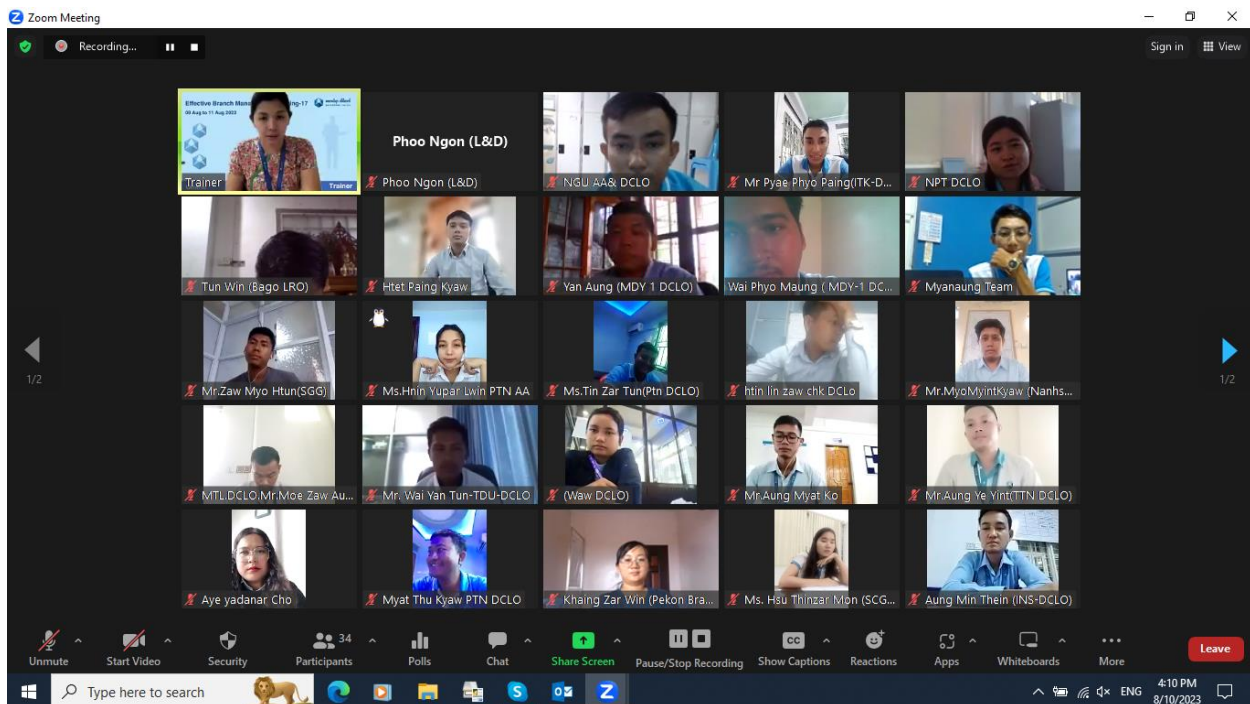 Zoom Meeting
Recording...
Sign in
View
Effective Branch Mana
ing-17
09 Aug to 11 Aug.2023
Trainer
Trainer
Phoo Ngon (L&D)
Phoo Ngon (L&D)
NGU AA& DCLO
Mr Pyae Phyo Paing(ITK-D...
NPT DCLO
Tun Win (Bago LRO)
Htet Paing Kyaw
Yan Aung (MDY 1 DCLO)
Wai Phyo Maung ( MDY-1 DC...
Myanaung Team
Mr.Zaw Myo Htun(SGG)
Ms.Hnin Yupar Lwin PTN AA
Ms.Tin Zar Tun(Ptn DCLO)
htin lin zaw chk DCLo
Mr.MyoMyintKyaw (Nanhs...
1/2
1/2
MTL.DCLO.Mr.Moe Zaw Au...
Mr. Wai Yan Tun-TDU-DCLO
(Waw DCLO)
Mr.Aung Myat Ko
Mr.Aung Ye Yint(TTN DCLO)
Aye yadanar Cho
Myat Thu Kyaw PTN DCLO
Khaing Zar Win (Pekon Bra...
Ms. Hsu Thinzar Mon (SCG...
Aung Min Thein (INS-DCLO)
34
CC
Unmute
Start Video
Security
Participants
Polls
Chat
Share Screen
Pause/Stop Recording
Show Captions
Reactions
Apps
Whiteboards
More
Leave
Type here to search
ENG
4:10 PM
8/10/2023